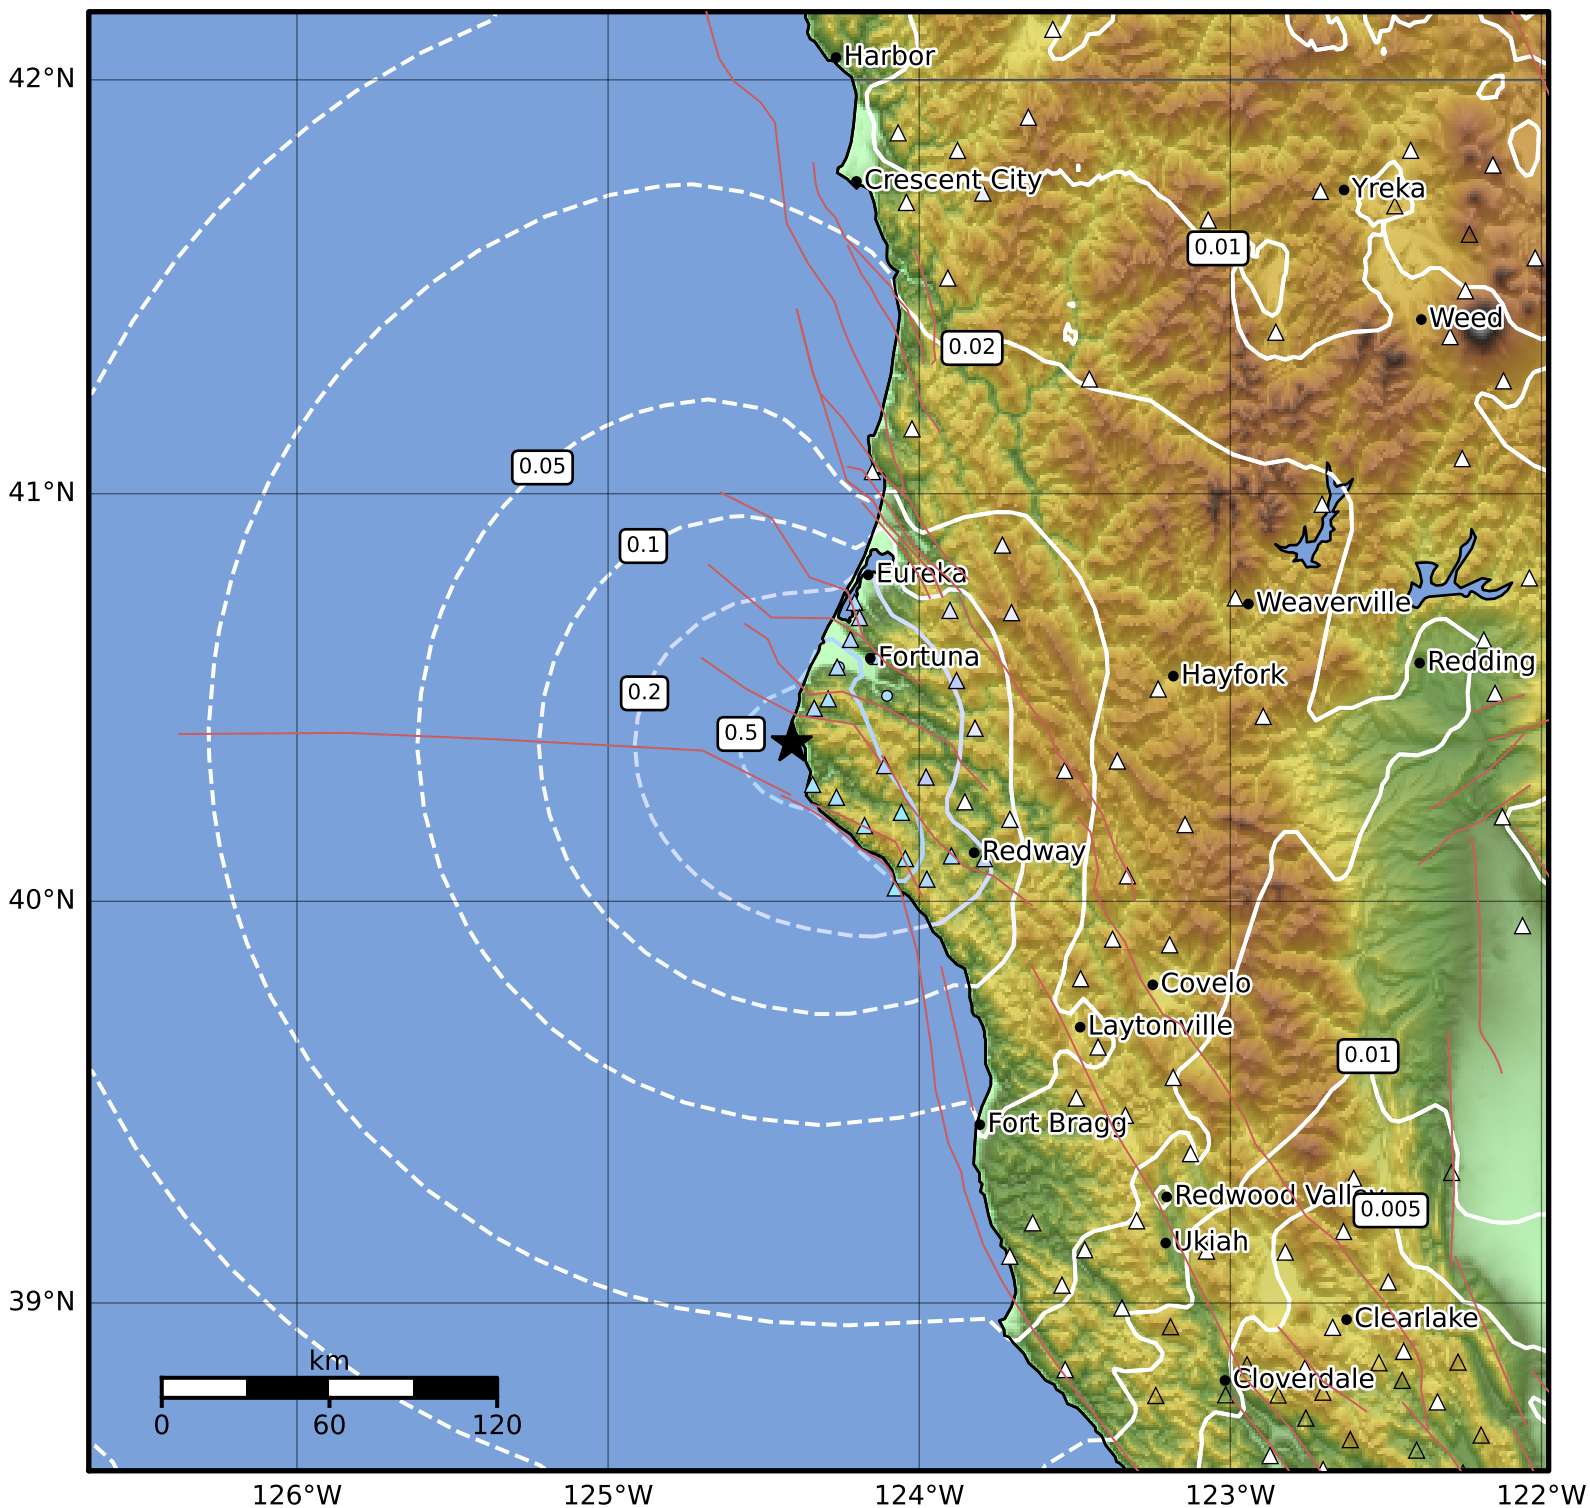 Harbor
42°N
Crescent City
Yreka
0.01
Weed
0.02
0.05
41°N
0.1
Eureka
Weaverville
Fortuna
Redding
Hayfork
0.2
0.5
Redway
40°N
Covelo
Laytonville
0.01
Fort Bragg
Redwood Valley
0.005
Ukiah
39°N
Clearlake
km
Cloverdale
0 60 120
126°W 125°W 124°W 123°W 122°W